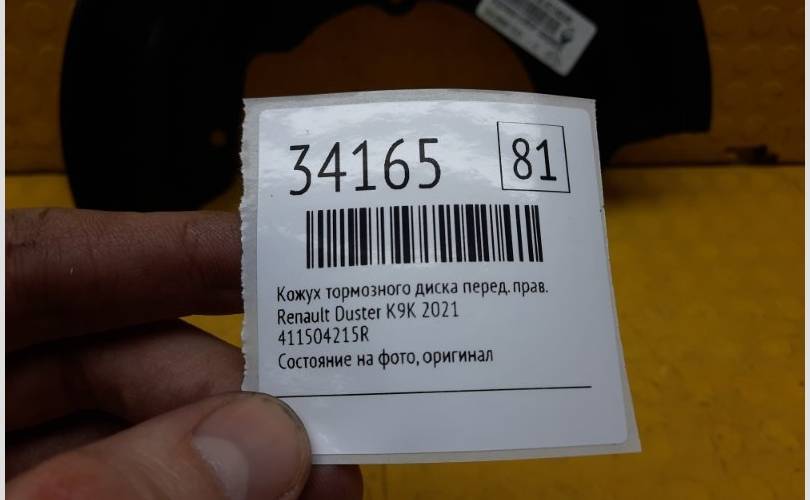 34165
81
Кожух тормозного диска перед. прав.
Renault Duster K9K 2021
411504215R
Состояние на фото, оригинал